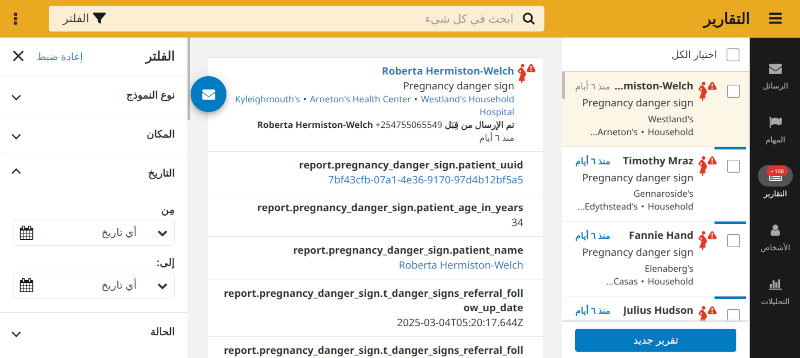 التقارير
ابحث في كل شيء
الفلتر
الرسائل
المهام
+108
التقارير
الأشخاص
التحليلات
اختيار الكل
...miston-Welch
منذ ٦ أيام
Pregnancy danger sign
Westland's
...Arneton's • Household
Timothy Mraz
منذ ٦ أيام
Pregnancy danger sign
Gennaroside's
...Edythstead's • Household
Fannie Hand
منذ ٦ أيام
Pregnancy danger sign
Elenaberg's
...Casas • Household
Julius Hudson
منذ ٦ أيام
تقرير جديد
Roberta Hermiston-Welch
Pregnancy danger sign
Kyleighmouth's • Arneton's Health Center • Westland's Household
Hospital
تم الإرسال من قِبَل Roberta Hermiston-Welch +254755065549
منذ ٦ أيام
report.pregnancy_danger_sign.patient_uuid
7bf43cfb-07a1-4e36-9170-97d4b12bf5a5
report.pregnancy_danger_sign.patient_age_in_years
34
report.pregnancy_danger_sign.patient_name
Roberta Hermiston-Welch
report.pregnancy_danger_sign.t_danger_signs_referral_foll
ow_up_date
2025-03-04T05:20:17.644Z
report.pregnancy_danger_sign.t_danger_signs_referral_foll
الفلتر
إعادة ضبط
نوع النموذج
المكان
التاريخ
مِن
أي تاريخ
إلى:
أي تاريخ
الحالة